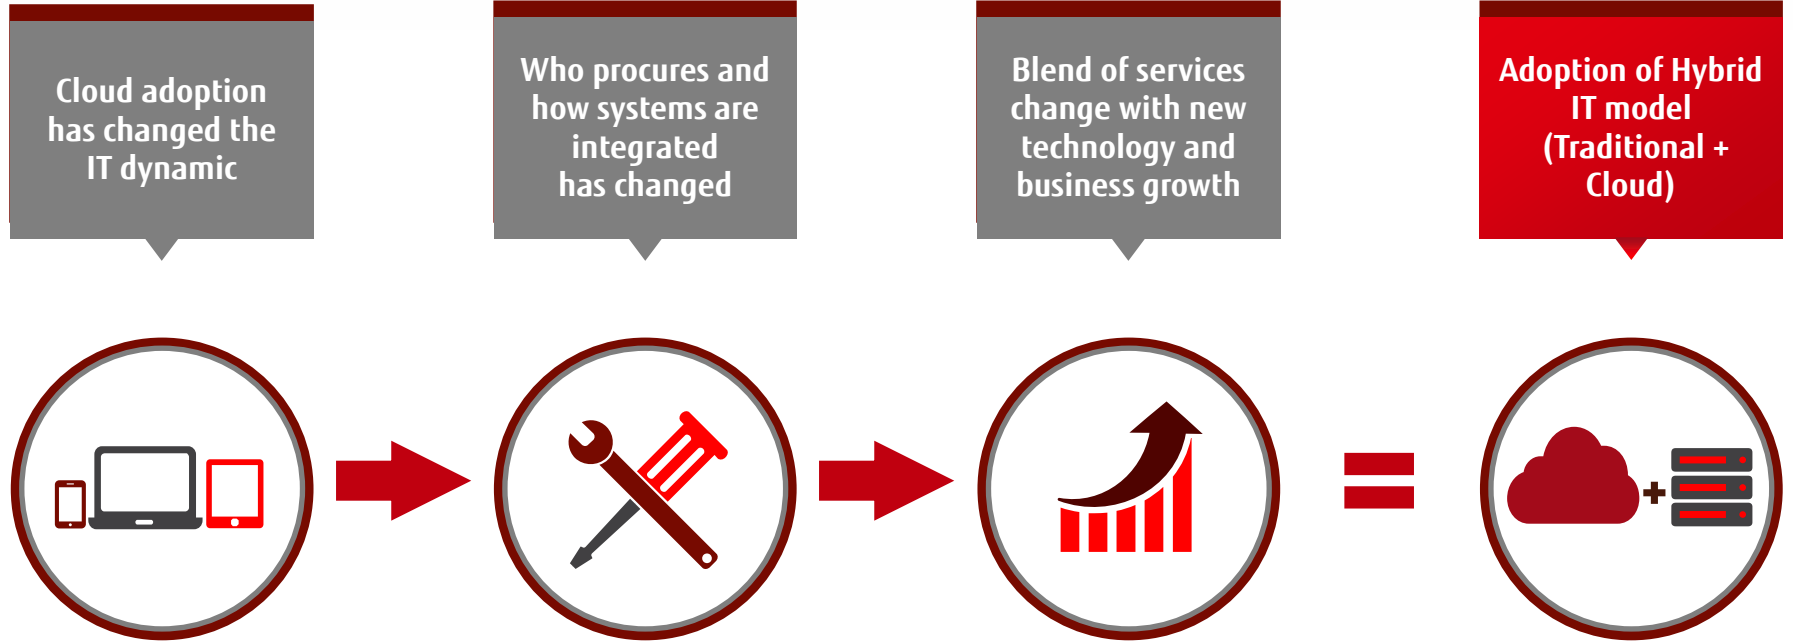 Cloud adoption
has changed the
IT dynamic
Who procures and
how systems are
integrated
has changed
Blend of services
change with new
technology and
business growth
Adoption of Hybrid
IT model
(Traditional +
Cloud)